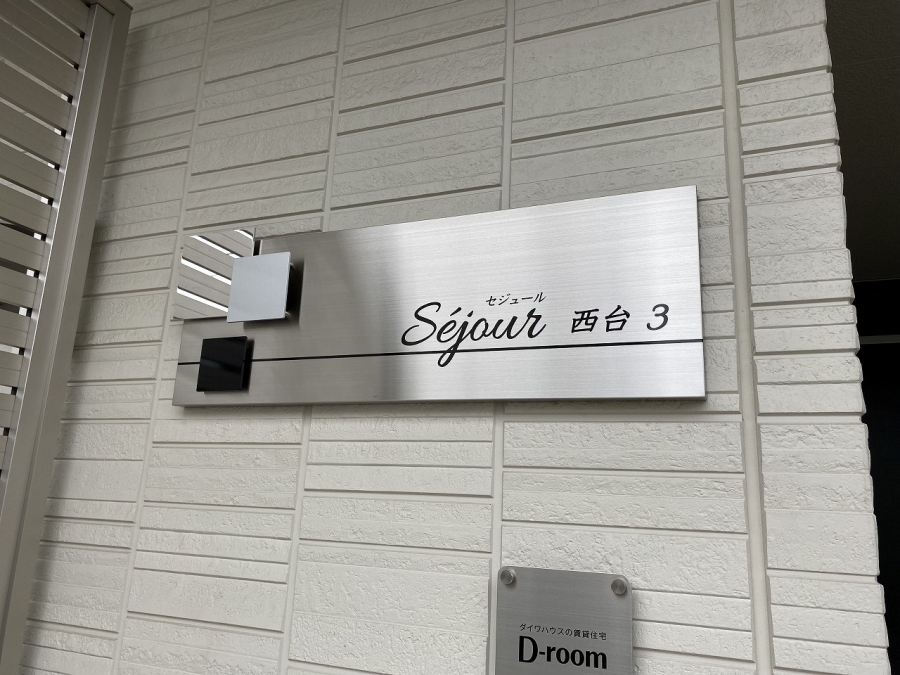 セジュール
Séjour 西台 3
ダイワハウスの賃貸住宅
D-room